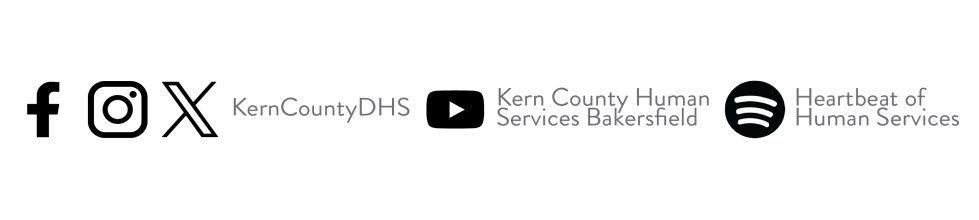 KernCountyDHS
Kern County Human
Services Bakersfield
Heartbeat of
Human Services